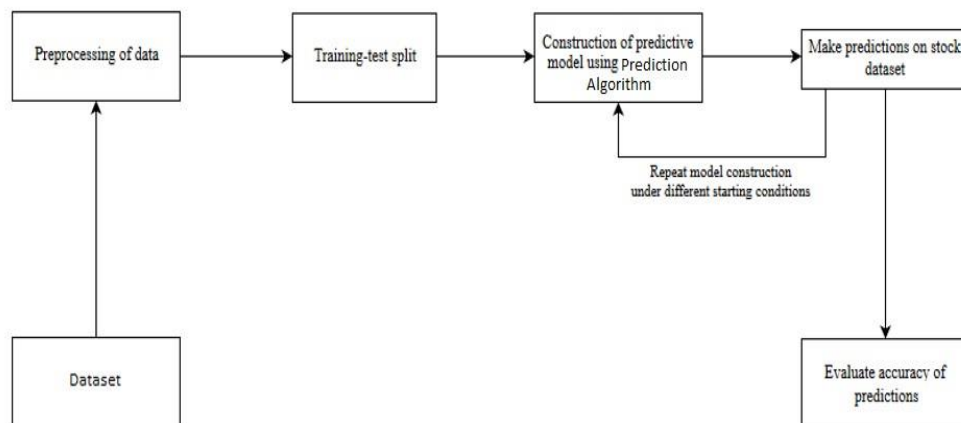 Preprocessing of data
Training-test split
Construction of predictive
model using Prediction
Algorithm
Make predictions on stock
dataset
Repeat model construction
under different starting conditions
Dataset
Evaluate accuracy of
predictions